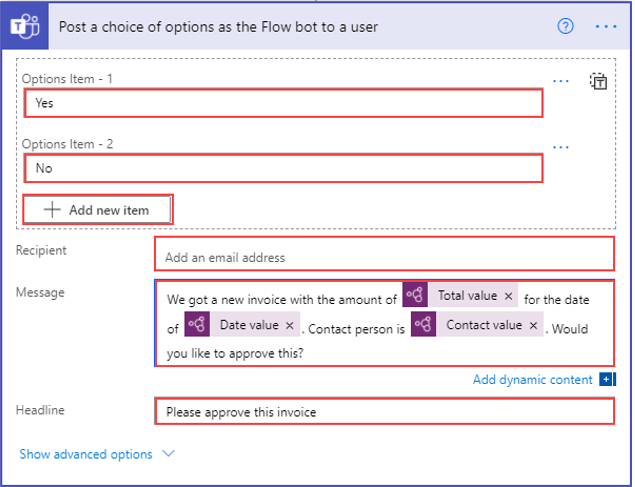 Post a choice of options as the Flow bot to a user
Options Item - 1
Yes
Options Item - 2
No
Add new item
Recipient
Add an email address
Message
We got a new invoice with the amount of Total value × for the date
of Date value × . Contact person is Contact value × . Would
you like to approve this?
Add dynamic content
Headline
Please approve this invoice
Show advanced options